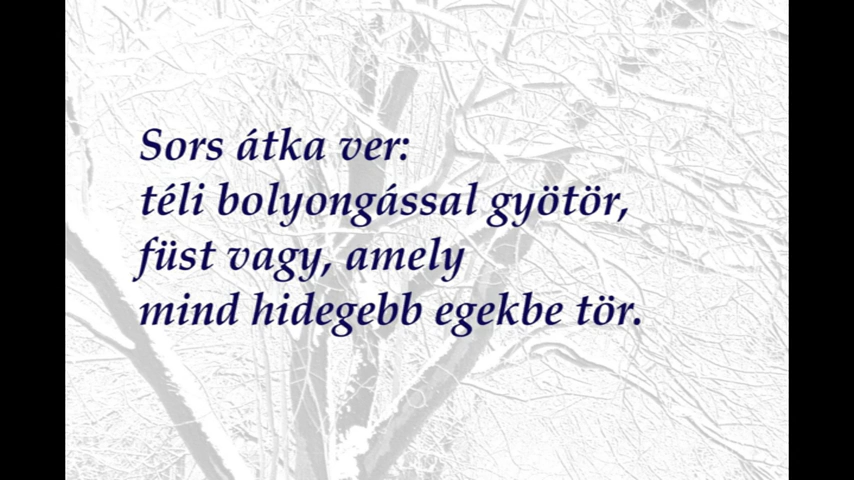 Sors átka ver:
téli bolyongással gyötör,
füst vagy, amely
mind hidegebb egekbe tör.